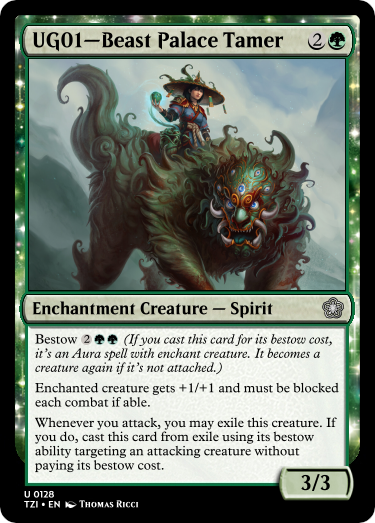 UG01—Beast Palace Tamer 2
Enchantment Creature — Spirit
Bestow 2 (If you cast this card for its bestow cost,
it's an Aura spell with enchant creature. It becomes a
creature again if it's not attached.)
Enchanted creature gets +1/+1 and must be blocked
each combat if able.
Whenever you attack, you may exile this creature. If
you do, cast this card from exile using its bestow
ability targeting an attacking creature without
paying its bestow cost.
3/3
U 0128
TZI • EN Thomas Ricci